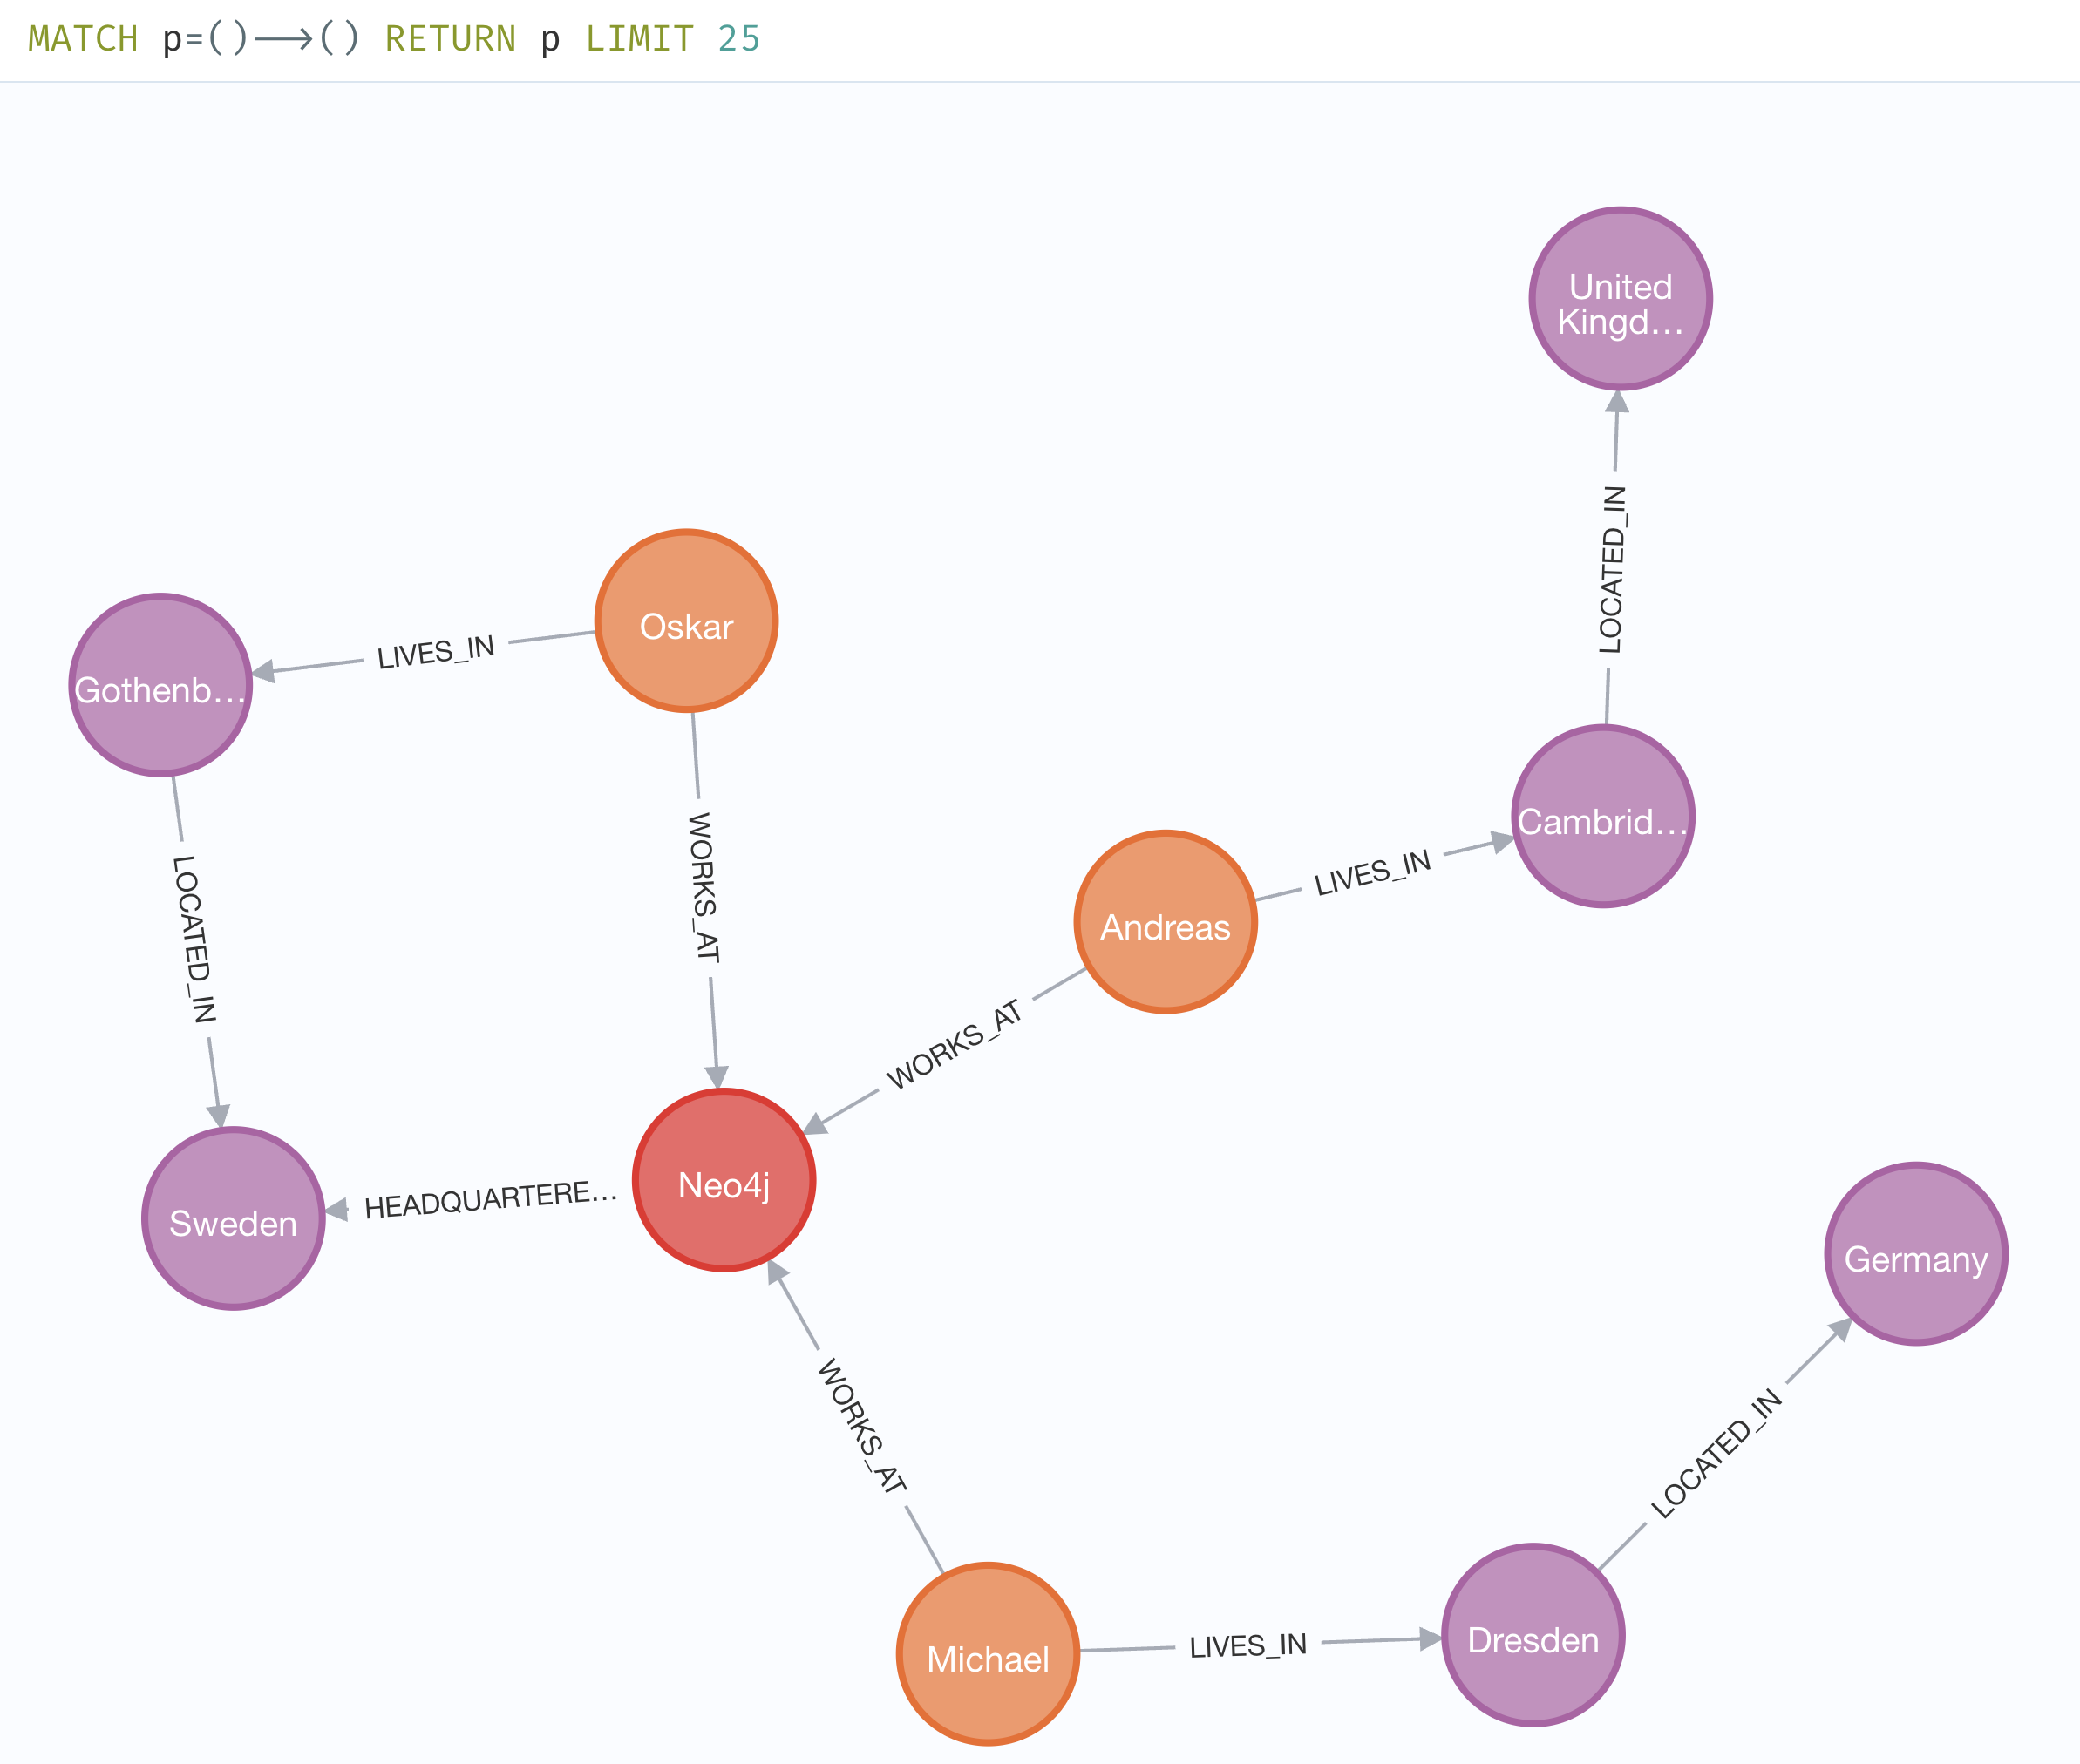 MATCH p=()⟶() RETURN p LIMIT 25
United
Kingd...
LOCATED_IN
Oskar
LIVES_IN
Gothenb...
WORKS_AT
Cambrid...
LIVES_IN
Andreas
LOCATED_IN
WORKS_AT
Neo4j
HEADQUARTERE...
Sweden
Germany
WORKS_AT
LOCATED_IN
Michael
LIVES_IN
Dresden